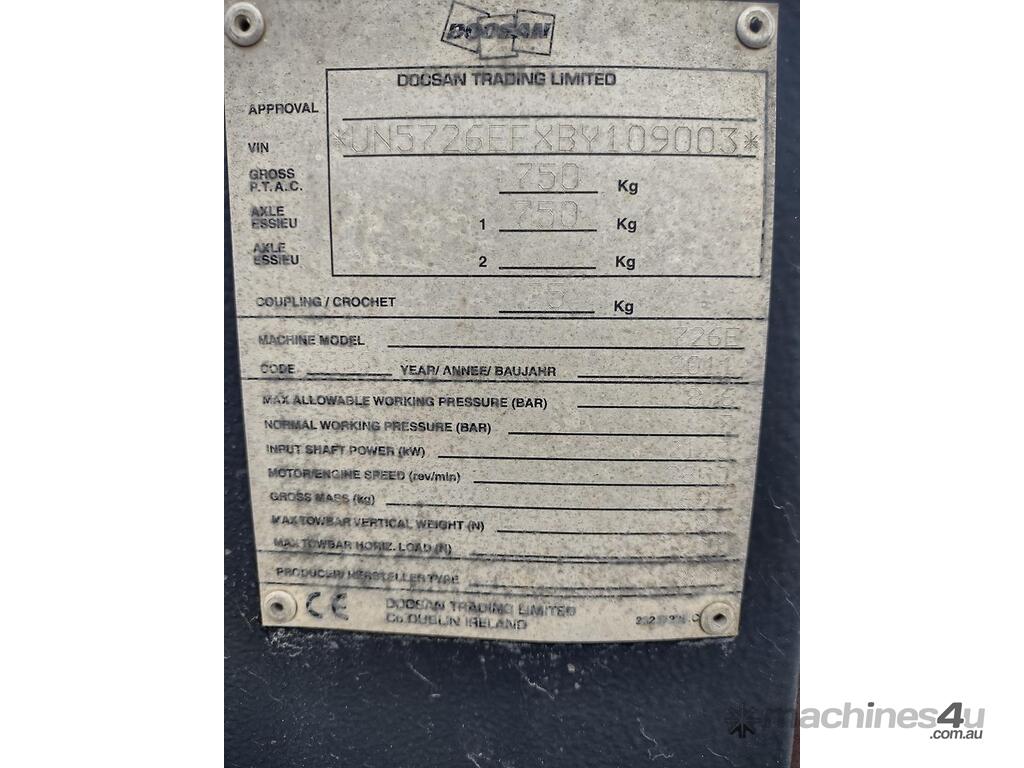 DOOSAN
DOOSAN TRADING LIMITED
APPROVAL
VIN *UN5726EFXBY109003*
GROSS 750 Kg
P.T.A.C.
AXLE 750
ESSIEU 1 Kg
AXLE
ESSIEU 2 Kg
COUPLING / CROCHET Kg
MACHINE MODEL 726E
CODE YEAR/ ANNEE/ BAUJAHR
MAX ALLOWABLE WORKING PRESSURE (BAR)
NORMAL WORKING PRESSURE (BAR)
INPUT SHAFT POWER (kW)
MOTOR/ENGINE SPEED (rev/min)
GROSS MASS (kg)
MAX TOWBAR VERTICAL WEIGHT (N)
MAX TOWBAR HORIZ. LOAD (N)
PRODUCER/ HERSTELLER TYPE
CE DOOSAN TRADING LIMITED
Co. DUBLIN IRELAND
machines4u
.com.au